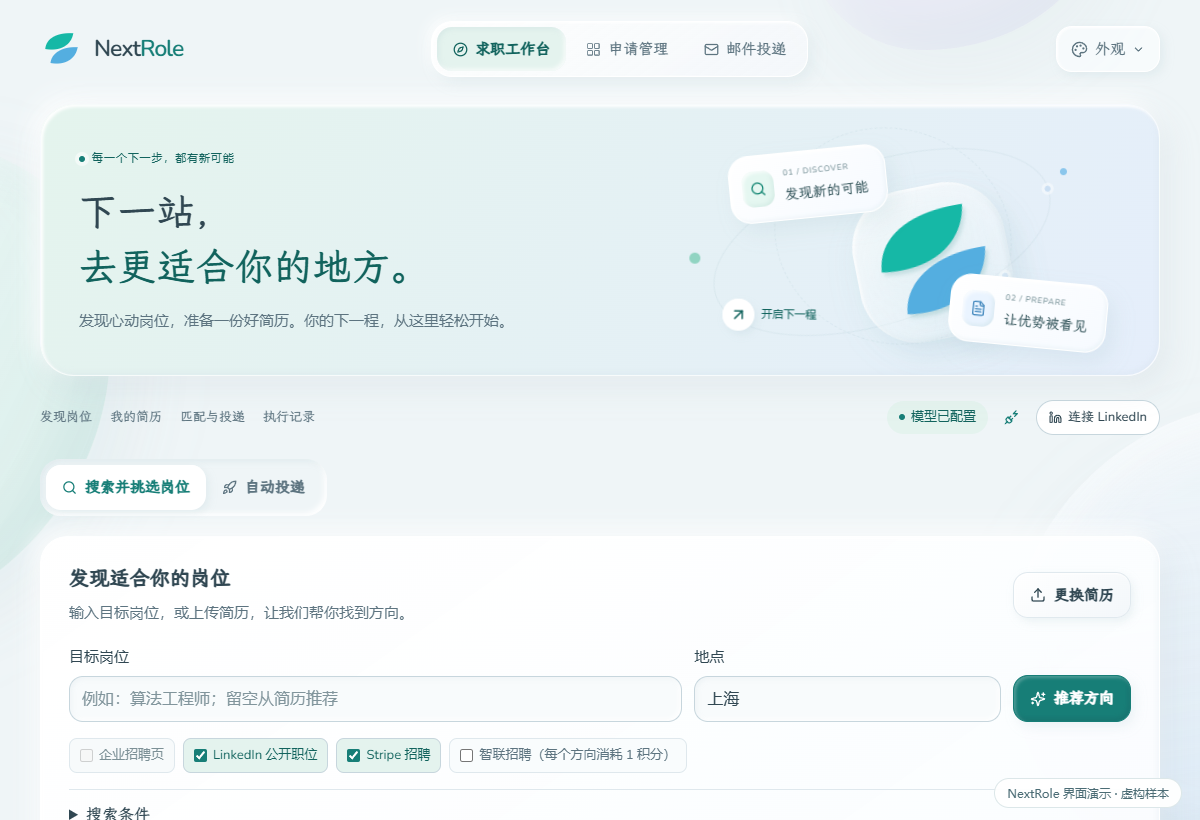 NextRole
求职工作台
申请管理
邮件投递
外观
每一个下一步，都有新可能
下一站，
去更适合你的地方。
发现心动岗位，准备一份好简历。你的下一程，从这里轻松开始。
01 / DISCOVER
发现新的可能
开启下一程
02 / PREPARE
让优势被看见
发现岗位
我的简历
匹配与投递
执行记录
模型已配置
连接 LinkedIn
搜索并挑选岗位
自动投递
发现适合你的岗位
输入目标岗位，或上传简历，让我们帮你找到方向。
更换简历
目标岗位
地点
例如：算法工程师；留空从简历推荐
上海
推荐方向
企业招聘页
LinkedIn 公开职位
Stripe 招聘
智联招聘（每个方向消耗 1 积分）
搜索条件
NextRole 界面演示 · 虚构样本